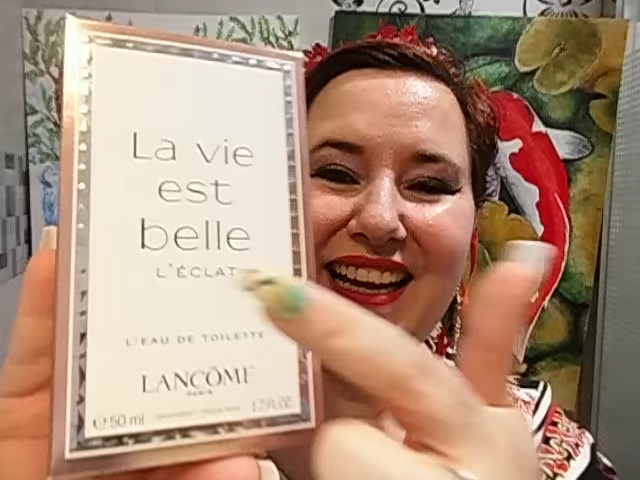 La vie
est
belle
L'ÉCLAT
L'EAU DE TOILETTE
LANCÔME
PARIS
℮ 50 ml 1.7 FL.OZ.